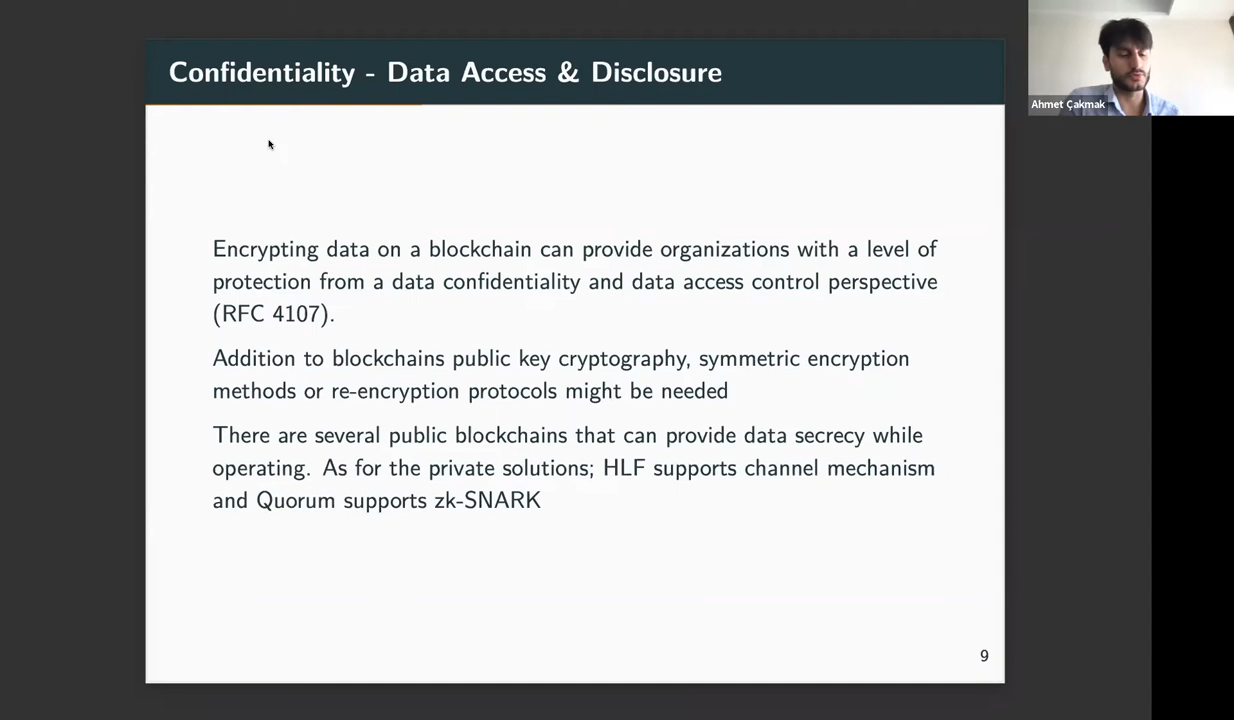 Confidentiality - Data Access & Disclosure
Ahmet Çakmak
Encrypting data on a blockchain can provide organizations with a level of
protection from a data confidentiality and data access control perspective
(RFC 4107).
Addition to blockchains public key cryptography, symmetric encryption
methods or re-encryption protocols might be needed
There are several public blockchains that can provide data secrecy while
operating. As for the private solutions; HLF supports channel mechanism
and Quorum supports zk-SNARK
9